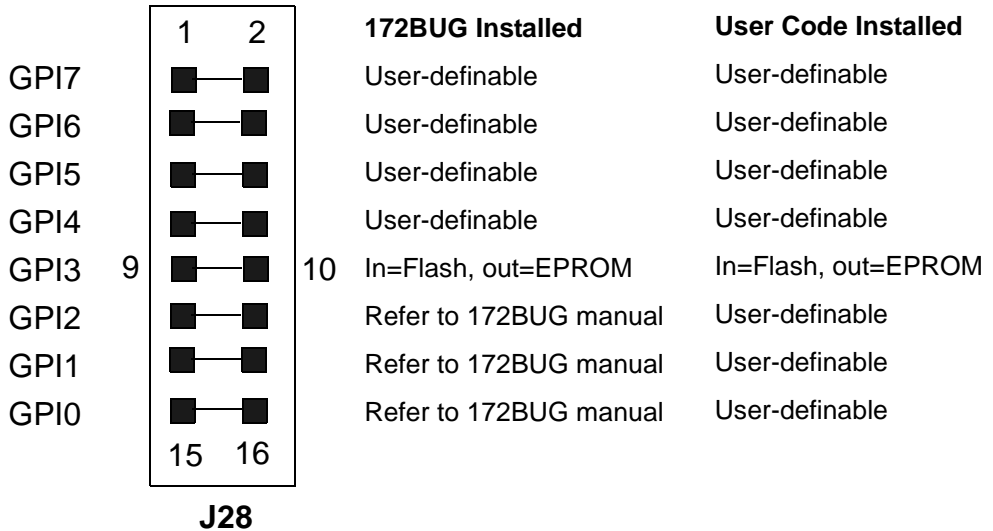 1 2 172BUG Installed User Code Installed
GPI7 User-definable User-definable
GPI6 User-definable User-definable
GPI5 User-definable User-definable
GPI4 User-definable User-definable
GPI3 9 10 In=Flash, out=EPROM In=Flash, out=EPROM
GPI2 Refer to 172BUG manual User-definable
GPI1 Refer to 172BUG manual User-definable
GPI0 Refer to 172BUG manual User-definable
15 16
J28